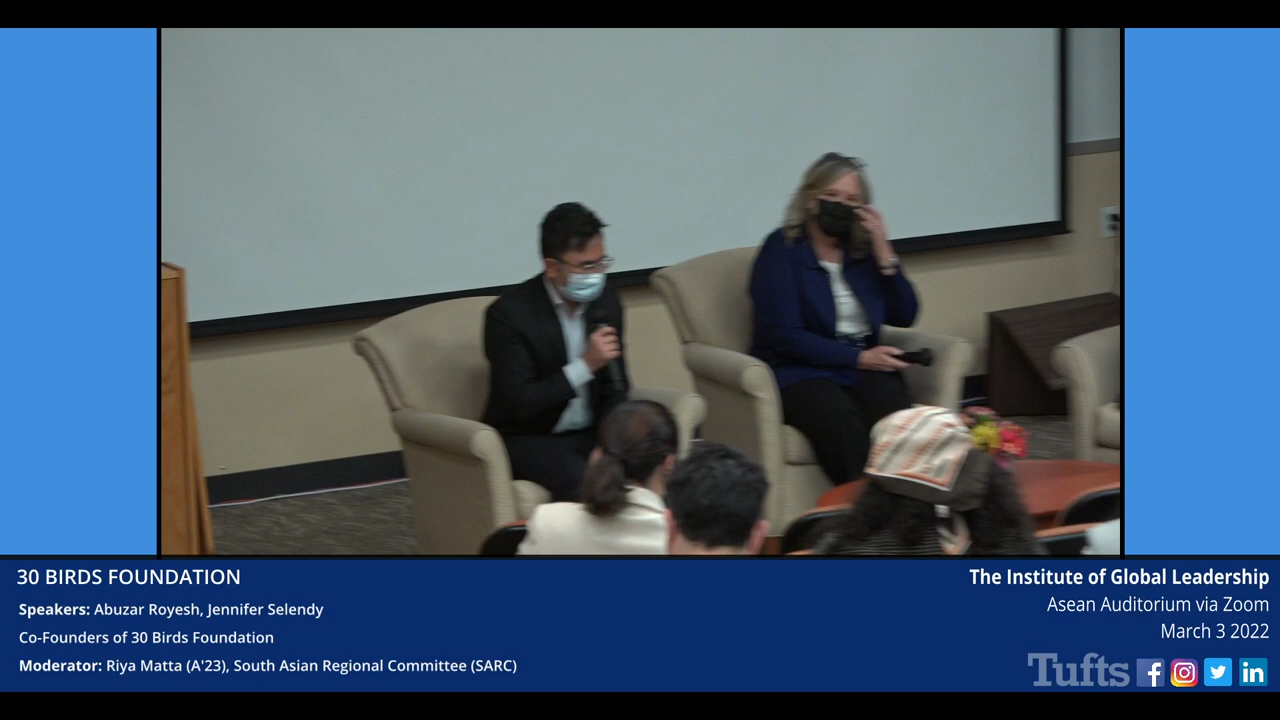 30 BIRDS FOUNDATION
Speakers: Abuzar Royesh, Jennifer Selendy
Co-Founders of 30 Birds Foundation
Moderator: Riya Matta (A'23), South Asian Regional Committee (SARC)
The Institute of Global Leadership
Asean Auditorium via Zoom
March 3 2022
Tufts